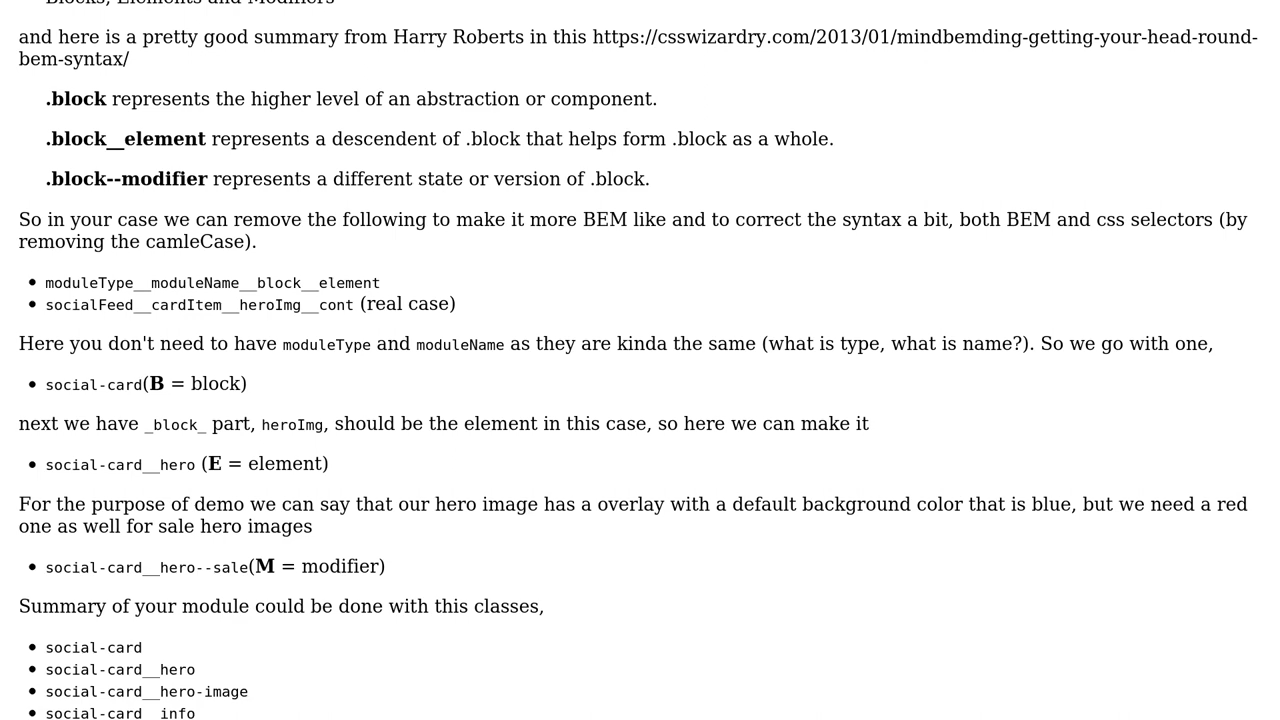 Blocks, Elements and Modifiers
and here is a pretty good summary from Harry Roberts in this https://csswizardry.com/2013/01/mindbemding-getting-your-head-round-
bem-syntax/
.block represents the higher level of an abstraction or component.
.block__element represents a descendent of .block that helps form .block as a whole.
.block--modifier represents a different state or version of .block.
So in your case we can remove the following to make it more BEM like and to correct the syntax a bit, both BEM and css selectors (by
removing the camleCase).
moduleType__moduleName__block__element
socialFeed__cardItem__heroImg__cont (real case)
Here you don't need to have moduleType and moduleName as they are kinda the same (what is type, what is name?). So we go with one,
social-card(B = block)
next we have _block_ part, heroImg, should be the element in this case, so here we can make it
social-card__hero (E = element)
For the purpose of demo we can say that our hero image has a overlay with a default background color that is blue, but we need a red
one as well for sale hero images
social-card__hero--sale(M = modifier)
Summary of your module could be done with this classes,
social-card
social-card__hero
social-card__hero-image
social-card__info